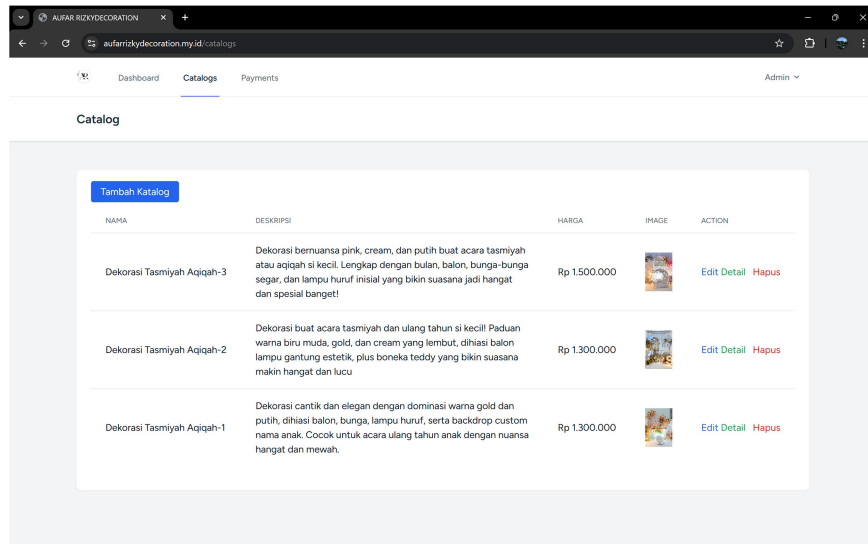 AUFAR RIZKYDECORATION
aufarrizkydecoration.my.id/catalogs
Dashboard Catalogs Payments Admin
Catalog
Tambah Katalog
NAMA DESKRIPSI HARGA IMAGE ACTION
Dekorasi bernuansa pink, cream, dan putih buat acara tasmiyah
atau aqiqah si kecil. Lengkap dengan bulan, balon, bunga-bunga
Dekorasi Tasmiyah Aqiqah-3 Rp 1.500.000 Edit Detail Hapus
segar, dan lampu huruf inisial yang bikin suasana jadi hangat
dan spesial banget!
Dekorasi buat acara tasmiyah dan ulang tahun si kecil! Paduan
warna biru muda, gold, dan cream yang lembut, dihiasi balon
Dekorasi Tasmiyah Aqiqah-2 Rp 1.300.000 Edit Detail Hapus
lampu gantung estetik, plus boneka teddy yang bikin suasana
makin hangat dan lucu
Dekorasi cantik dan elegan dengan dominasi warna gold dan
putih, dihiasi balon, bunga, lampu huruf, serta backdrop custom
Dekorasi Tasmiyah Aqiqah-1 Rp 1.300.000 Edit Detail Hapus
nama anak. Cocok untuk acara ulang tahun anak dengan nuansa
hangat dan mewah.